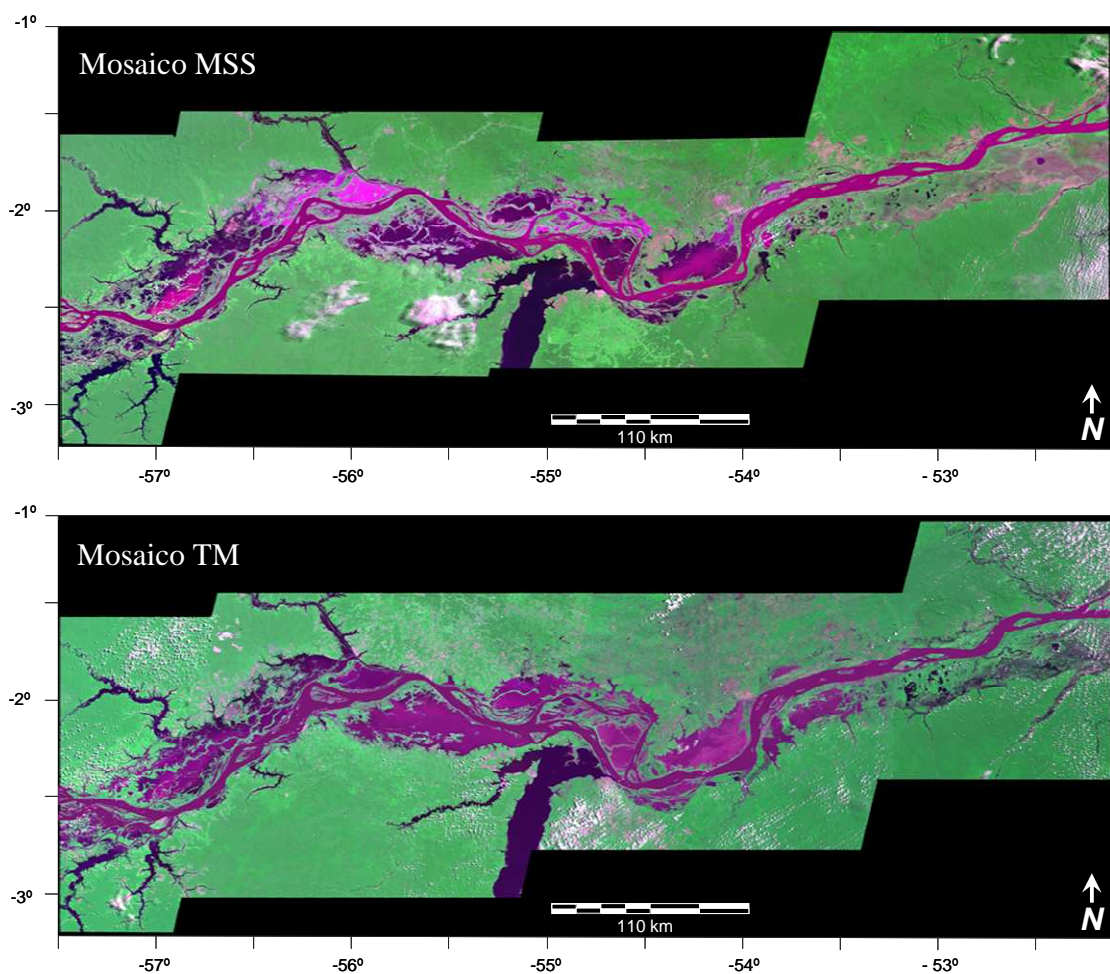 -1º
Mosaico MSS
-2º
-3º
110 km
N
-57º
-56º
-55º
-54º
- 53º
-1º
Mosaico TM
-2º
-3º
110 km
N
-57º
-56º
-55º
-54º
- 53º